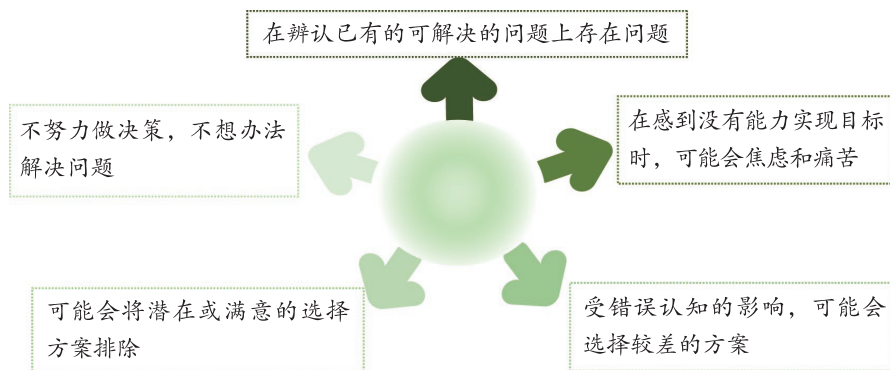 在辨认已有的可解决的问题上存在问题
不努力做决策，不想办法
解决问题
在感到没有能力实现目标
时，可能会焦虑和痛苦
可能会将潜在或满意的选择
方案排除
受错误认知的影响，可能会
选择较差的方案